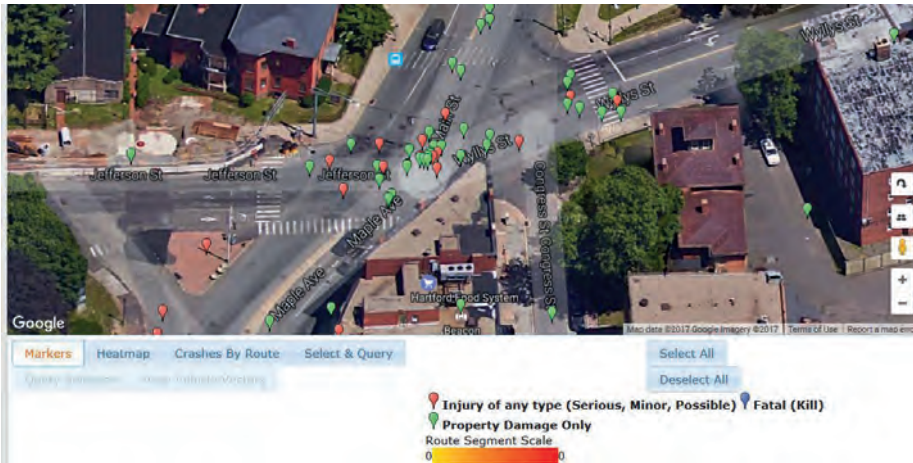 Wyllys St
Main St
Wyllys St
Wyllys St
Jefferson St
Jefferson St
Jefferson St
Maple Ave
Maple Ave
Congress St
Congress St
Hartford Food System
Beacon
Google
Map data ©2017 Google Imagery ©2017 Terms of Use Report a map erro
Markers Heatmap Crashes By Route Select & Query Select All
Deselect All
Injury of any type (Serious, Minor, Possible) Fatal (Kill)
Property Damage Only
Route Segment Scale
0 0